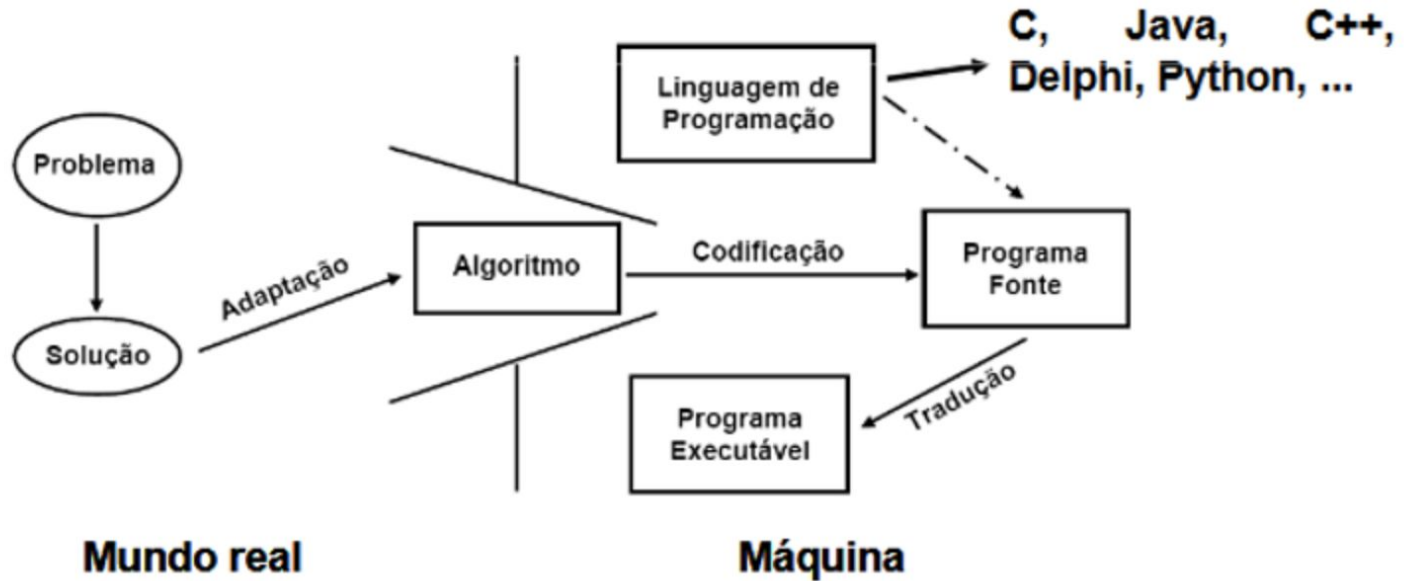 C, Java, C++,
Delphi, Python, ...
Linguagem de
Programação
Problema
Solução
Adaptação
Algoritmo
Codificação
Programa
Fonte
Tradução
Programa
Executável
Mundo real
Máquina